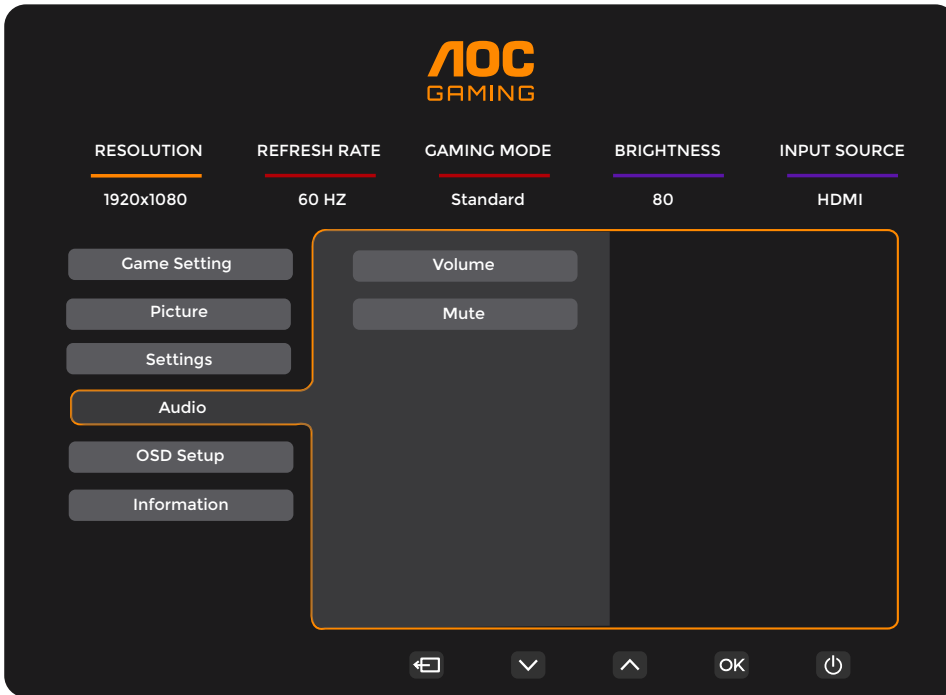 AOC
GAMING
RESOLUTION REFRESH RATE GAMING MODE BRIGHTNESS INPUT SOURCE
1920x1080 60 HZ Standard 80 HDMI
Game Setting
Volume
Picture
Mute
Settings
Audio
OSD Setup
Information
OK